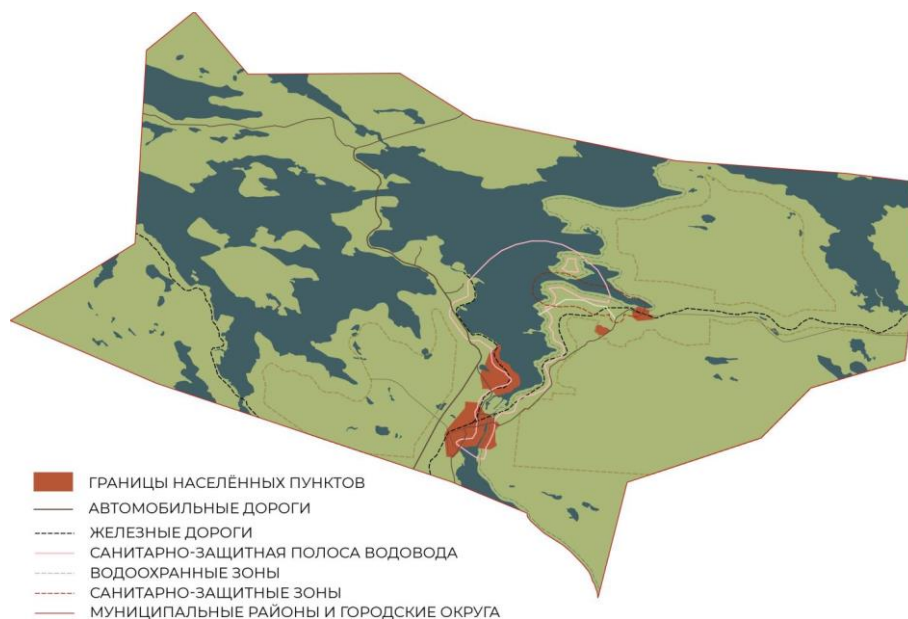 ГРАНИЦЫ НАСЕЛЁННЫХ ПУНКТОВ
АВТОМОБИЛЬНЫЕ ДОРОГИ
ЖЕЛЕЗНЫЕ ДОРОГИ
САНИТАРНО-ЗАЩИТНАЯ ПОЛОСА ВОДОВОДА
ВОДООХРАННЫЕ ЗОНЫ
САНИТАРНО-ЗАЩИТНЫЕ ЗОНЫ
МУНИЦИПАЛЬНЫЕ РАЙОНЫ И ГОРОДСКИЕ ОКРУГА